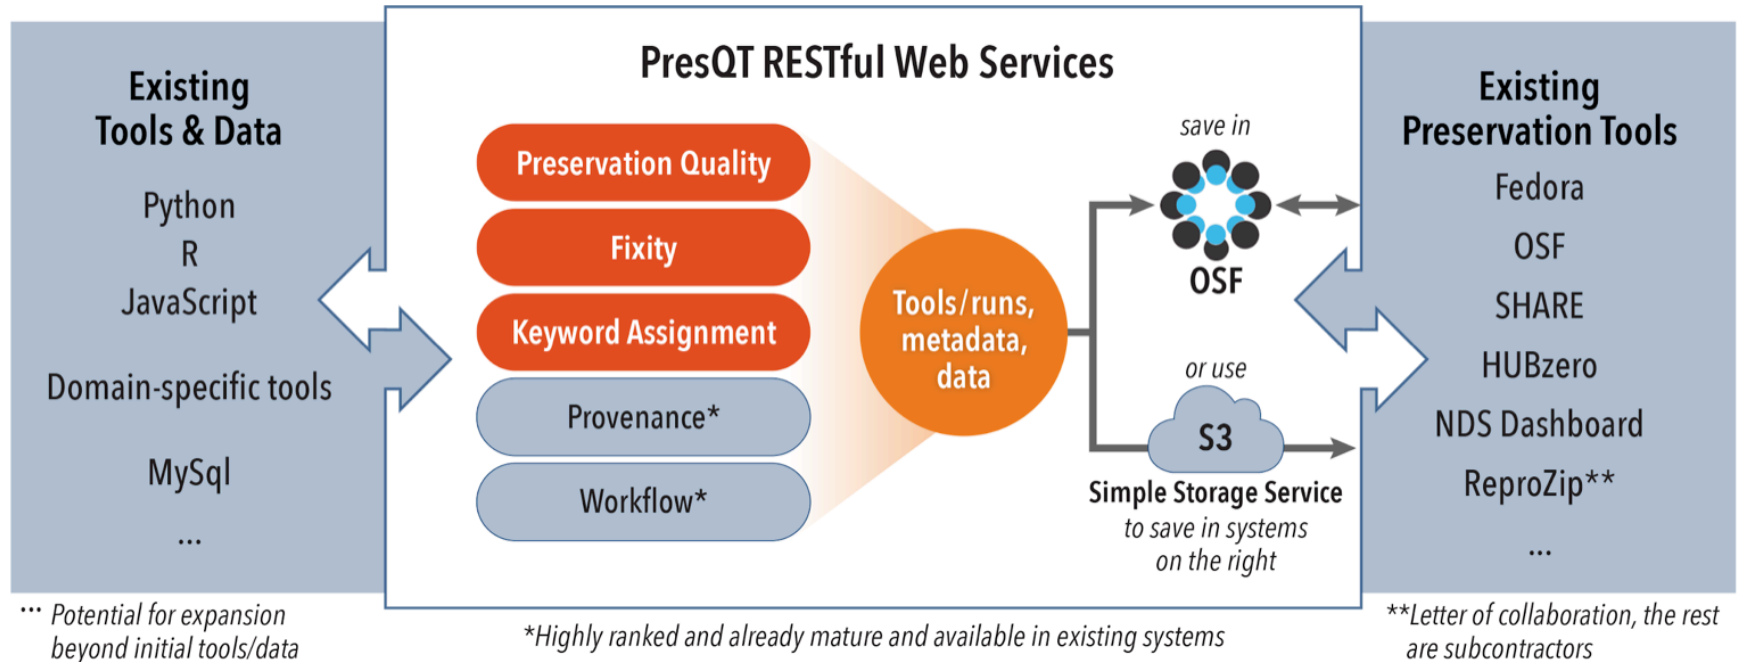 Existing
Tools & Data
Python
R
JavaScript
Domain-specific tools
MySql
...
... Potential for expansion
beyond initial tools/data
PresQT RESTful Web Services
Preservation Quality
Fixity
Keyword Assignment
Provenance*
Workflow*
Tools/runs,
metadata,
data
save in
OSF
or use
S3
Simple Storage Service
to save in systems
on the right
*Highly ranked and already mature and available in existing systems
Existing
Preservation Tools
Fedora
OSF
SHARE
HUBzero
NDS Dashboard
ReproZip**
...
**Letter of collaboration, the rest
are subcontractors